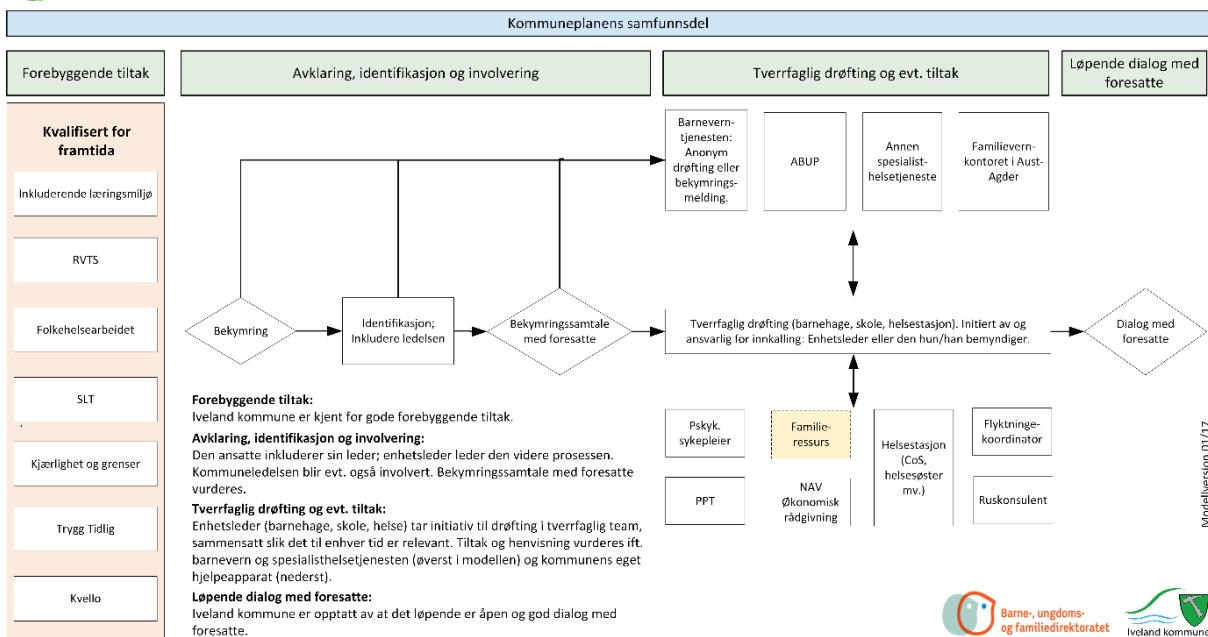 Kommuneplanens samfunnsdel
Forebyggende tiltak
Avklaring, identifikasjon og involvering
Tverrfaglig drøfting og evt. tiltak
Løpende dialog med
foresatte
Kvalifisert for
framtida
Inkluderende læringsmiljø
RVTS
Folkehelsearbeidet
SLT
Kjærlighet og grenser
Trygg Tidlig
Kvello
Barnevern-
tjenesten:
Anonym
drøfting eller
bekymrings-
melding.
ABUP
Annen
spesialist-
helsetjeneste
Familievern-
kontoret i Aust-
Agder
Bekymring
Identifikasjon;
Inkludere ledelsen
Bekymringssamtale
med foresatte
Tverrfaglig drøfting (barnehage, skole, helsestasjon). Initiert av og
ansvarlig for innkalling: Enhetsleder eller den hun/han bemyndiger.
Dialog med
foresatte
Forebyggende tiltak:
Iveland kommune er kjent for gode forebyggende tiltak.
Avklaring, identifikasjon og involvering:
Den ansatte inkluderer sin leder; enhetsleder leder den videre prosessen.
Kommuneledelsen blir evt. også involvert. Bekymringssamtale med foresatte
vurderes.
Tverrfaglig drøfting og evt. tiltak:
Enhetsleder (barnehage, skole, helse) tar initiativ til drøfting i tverrfaglig team,
sammensatt slik det til enhver tid er relevant. Tiltak og henvisning vurderes ift.
barnevern og spesialisthelsetjenesten (øverst i modellen) og kommunens eget
hjelpeapparat (nederst).
Løpende dialog med foresatte:
Iveland kommune er opptatt av at det løpende er åpen og god dialog med
foresatte.
Pskyk.
sykepleier
Familie-
ressurs
Helsestasjon
(CoS,
helsesøster
mv.)
Flyktninge-
koordinator
PPT
NAV
Økonomisk
rådgivning
Ruskonsulent
Modellversion 01/17
Barne-, ungdoms-
og familiedirektoratet
Iveland kommune